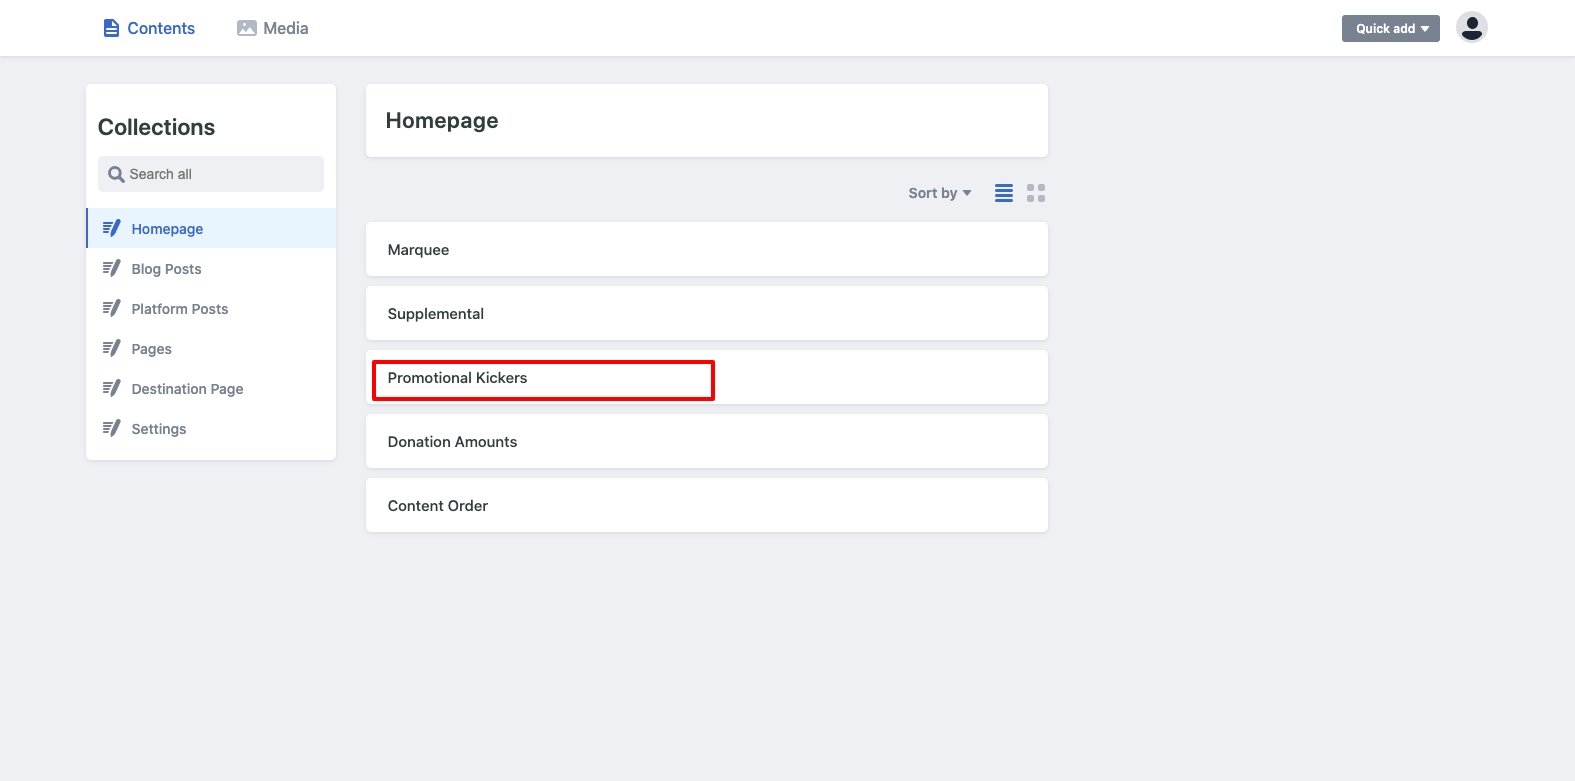 Contents
Media
Quick add
Collections
Search all
Homepage
Blog Posts
Platform Posts
Pages
Destination Page
Settings
Homepage
Sort by
Marquee
Supplemental
Promotional Kickers
Donation Amounts
Content Order